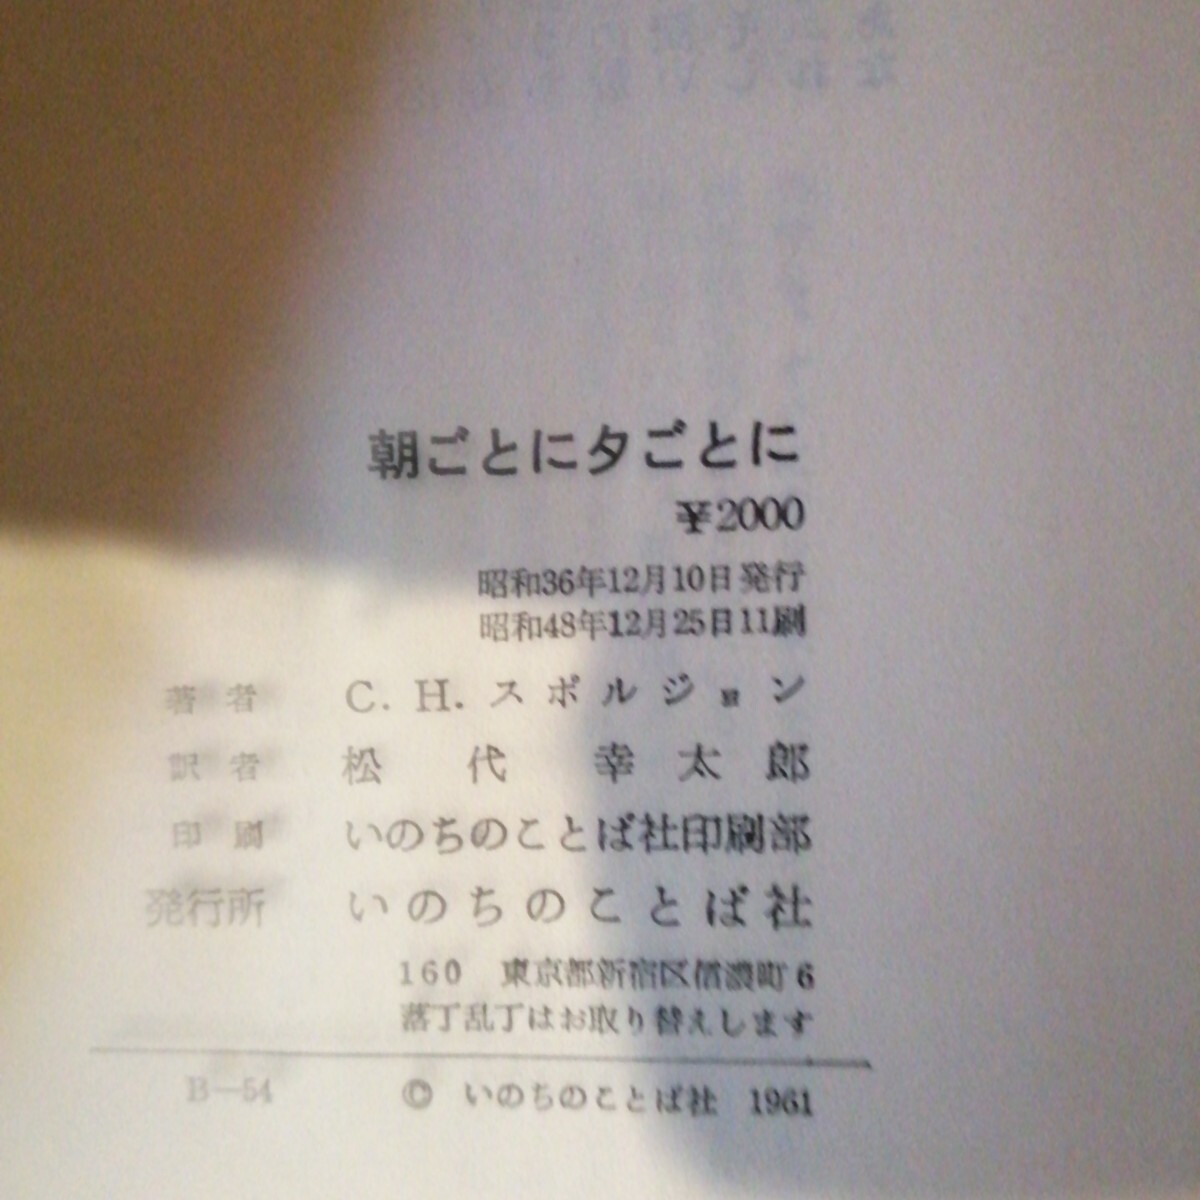 朝ごとに夕ごとに
¥2000
昭和36年12月10日発行
昭和48年12月25日11刷
著者 C. H. スポルジョン
訳者 松代幸太郎
印刷 いのちのことば社印刷部
発行所 いのちのことば社
160 東京都新宿区信濃町6
落丁乱丁はお取り替えします
B—54 © いのちのことば社 1961